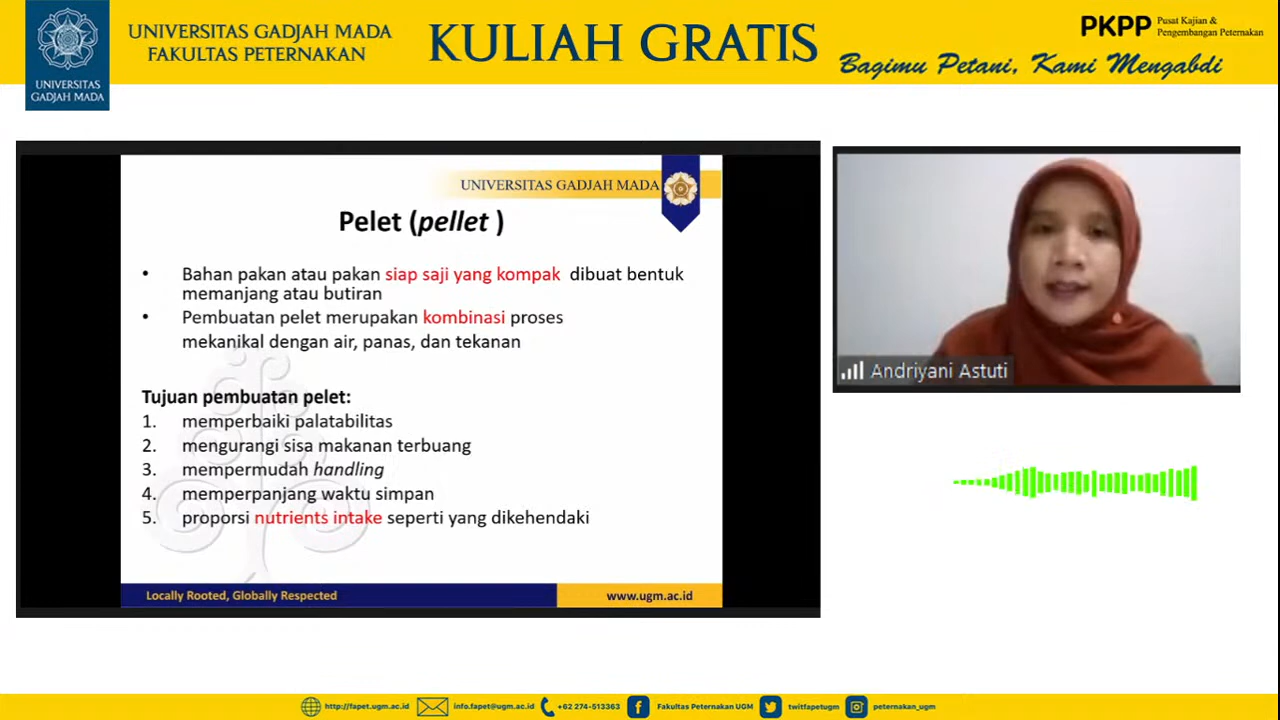 UNIVERSITAS GADJAH MADA
UNIVERSITAS GADJAH MADA
FAKULTAS PETERNAKAN
KULIAH GRATIS
PKPP Pusat Kajian & Pengembangan Peternakan
Bagimu Petani, Kami Mengabdi
UNIVERSITAS GADJAH MADA
Pelet (pellet )
• Bahan pakan atau pakan siap saji yang kompak dibuat bentuk
memanjang atau butiran
• Pembuatan pelet merupakan kombinasi proses
mekanikal dengan air, panas, dan tekanan
Tujuan pembuatan pelet:
1. memperbaiki palatabilitas
2. mengurangi sisa makanan terbuang
3. mempermudah handling
4. memperpanjang waktu simpan
5. proporsi nutrients intake seperti yang dikehendaki
Locally Rooted, Globally Respected
www.ugm.ac.id
Andriyani Astuti
http://fapet.ugm.ac.id info.fapet@ugm.ac.id +62 274-513363 Fakultas Peternakan UGM twitfapetugm peternakan_ugm